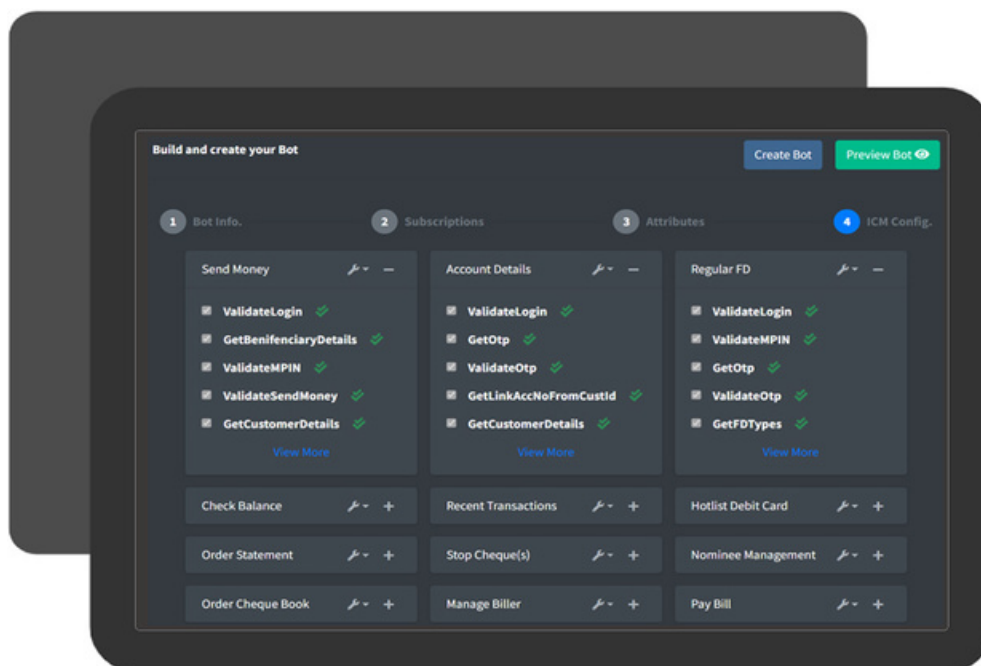 Build and create your Bot
Create Bot
Preview Bot
1 Bot Info.
2 Subscriptions
3 Attributes
4 ICM Config.
Send Money
ValidateLogin
GetBenifenciaryDetails
ValidateMPIN
ValidateSendMoney
GetCustomerDetails
View More
Account Details
ValidateLogin
GetOtp
ValidateOtp
GetLinkAccNoFromCustId
GetCustomerDetails
View More
Regular FD
ValidateLogin
ValidateMPIN
GetOtp
ValidateOtp
GetFDTypes
View More
Check Balance
Recent Transactions
Hotlist Debit Card
Order Statement
Stop Cheque(s)
Nominee Management
Order Cheque Book
Manage Biller
Pay Bill